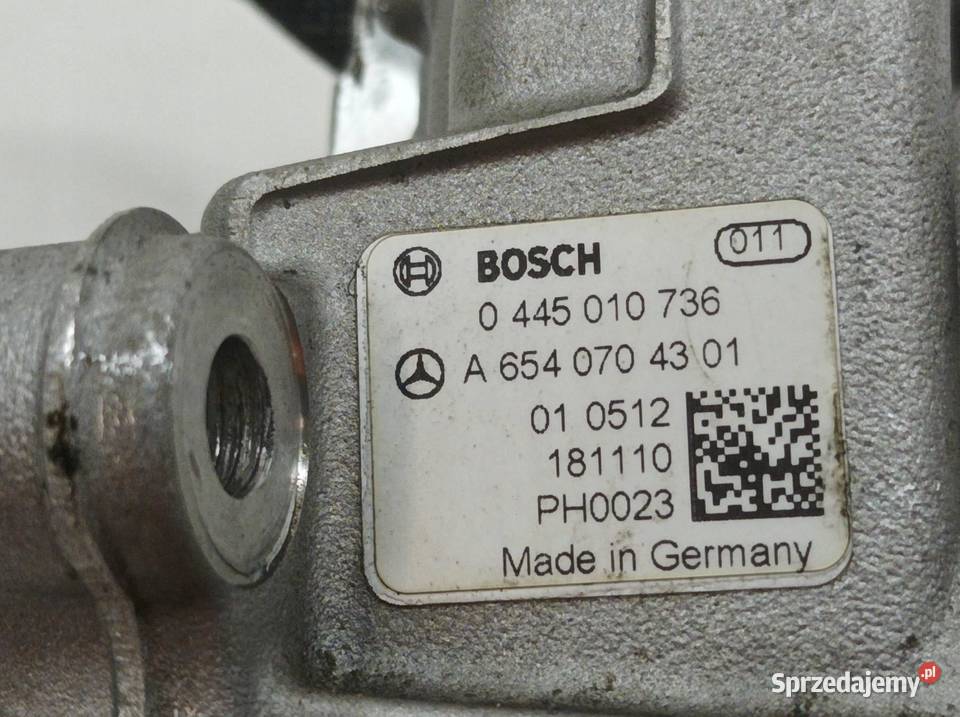 BOSCH 011
0 445 010 736
A 654 070 43 01
01 0512
181110
PH0023
Made in Germany
Sprzedajemy.pl